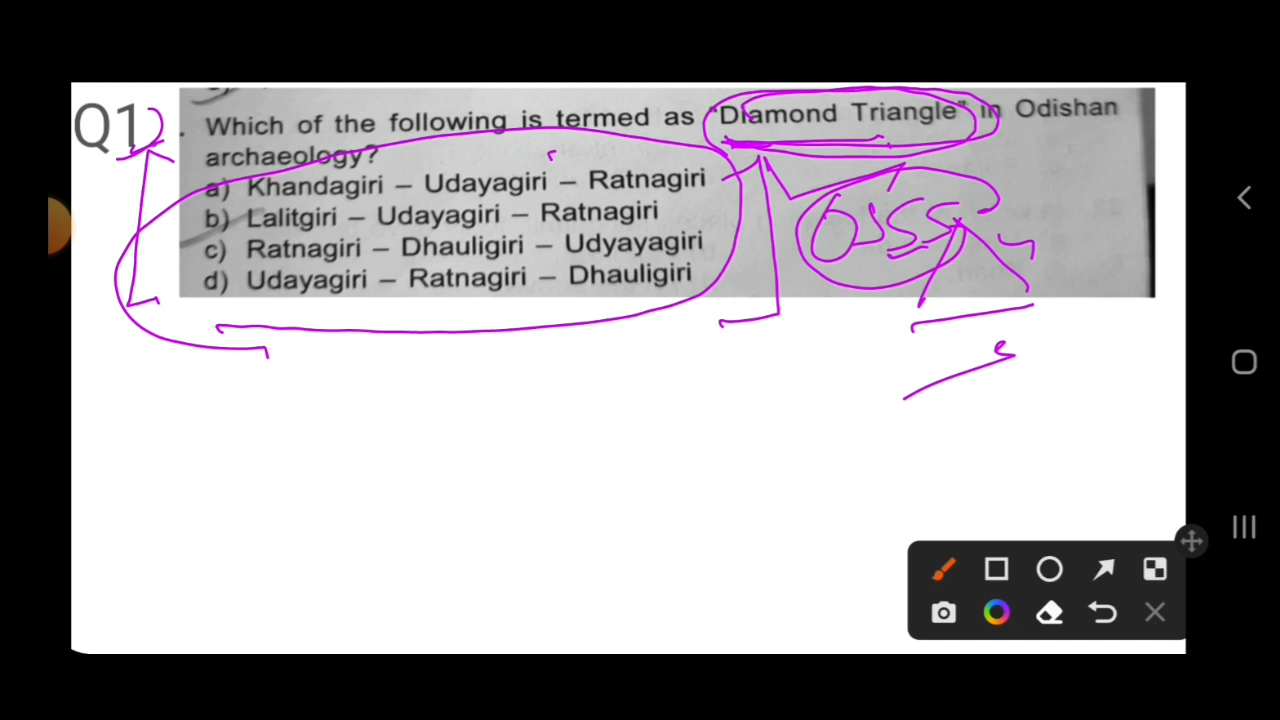 Q12
. Which of the following is termed as "Diamond Triangle" in Odishan
archaeology?
a) Khandagiri – Udayagiri – Ratnagiri
b) Lalitgiri – Udayagiri – Ratnagiri
c) Ratnagiri – Dhauligiri – Udyayagiri
d) Udayagiri – Ratnagiri – Dhauligiri